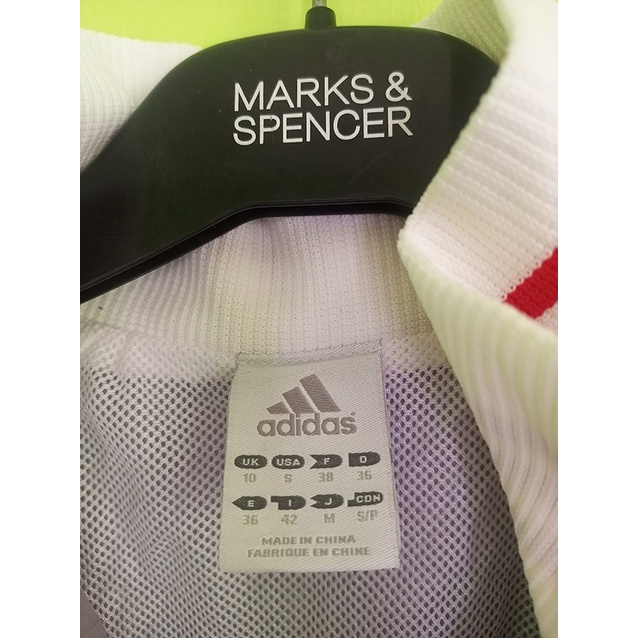 MARKS &
SPENCER
adidas
UK USA F D
10 S 38 36
E I J CDN
36 42 M S/P
MADE IN CHINA
FABRIQUE EN CHINE